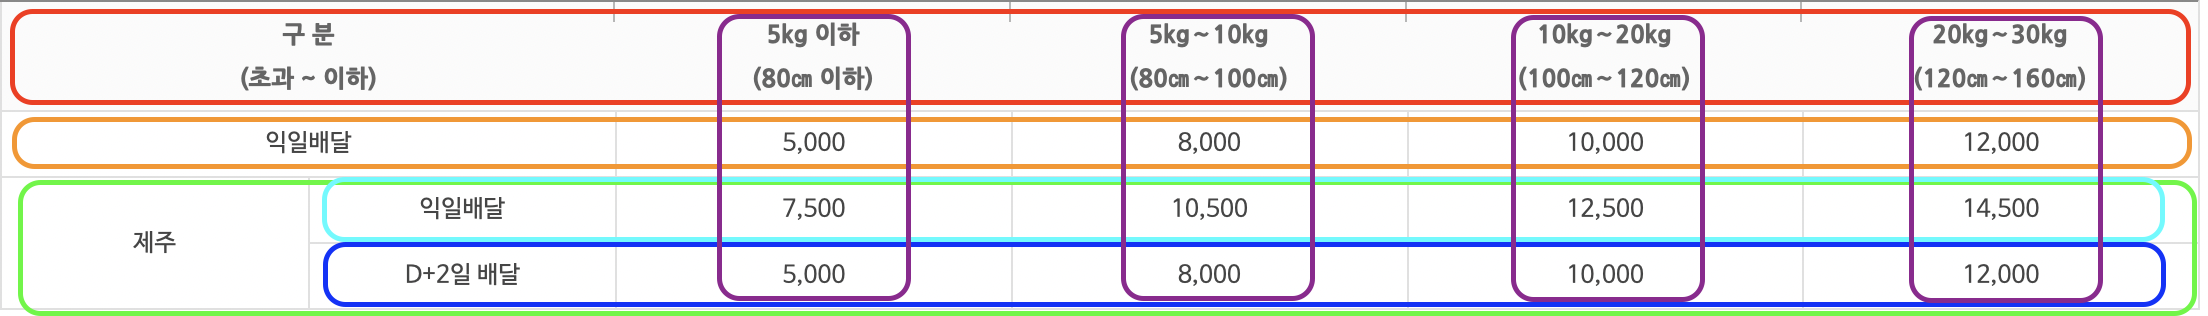 구 분
(초과 ~ 이하)
5kg 이하
(80㎝ 이하)
5kg~10kg
(80㎝~100㎝)
10kg~20kg
(100㎝~120㎝)
20kg~30kg
(120㎝~160㎝)
익일배달 5,000 8,000 10,000 12,000
제주
익일배달 7,500 10,500 12,500 14,500
D+2일 배달 5,000 8,000 10,000 12,000